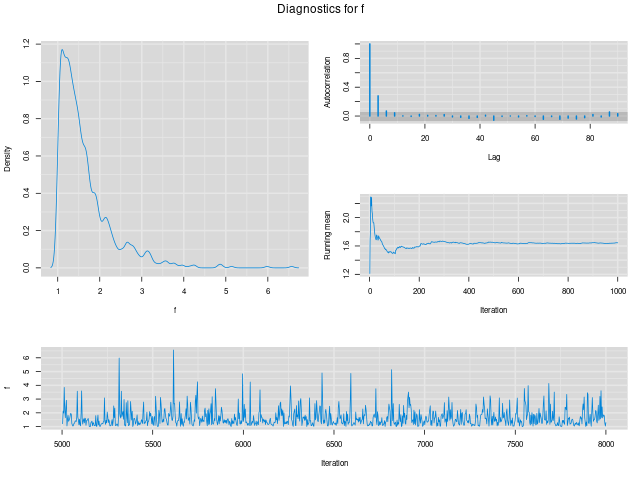 Diagnostics for f
Density
0.0 0.2 0.4 0.6 0.8 1.0 1.2
1 2 3 4 5 6
f
Autocorrelation
0.0 0.4 0.8
0 20 40 60 80
Lag
Running mean
1.2 1.6 2.0
0 200 400 600 800 1000
Iteration
f
1 2 3 4 5 6
5000 5500 6000 6500 7000 7500 8000
Iteration